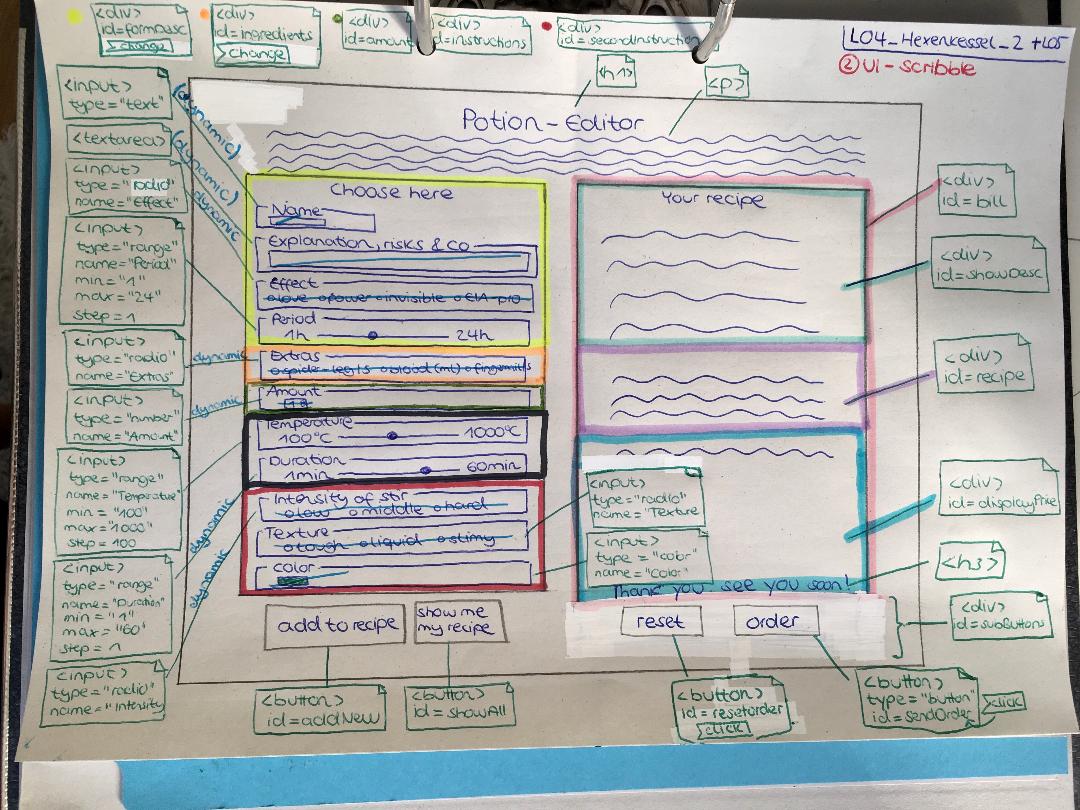 <div>
id=formDesc
∑change
<div>
id=ingredients
∑change
<div>
id=amount
<div>
id=instructions
<div>
id=secondInstruction
L04_Hexenkessel_2 +L05
② UI-Scribble
<h1>
<p>
<input>
type="text"
(dynamic)
<textarea>
(dynamic)
<input>
type="radio"
name="Effect"
dynamic
<input>
type="range"
name="Period"
min="1"
max="24"
step=1
<input>
type="radio"
name="Extras"
dynamic
<input>
type="number"
name="Amount"
dynamic
<input>
type="range"
name="Temperatue"
min="100"
max="1000"
step=100
<input>
type="range"
name="Duration"
min="1"
max="60"
step=1
dynamic
<input>
type="radio"
name="Intensity
dynamic
Potion-Editor
Choose here
Name
Explanation, risks & co
Effect
love power invisible EIA-pro
Period
1h 24h
Extras
spider-legs blood (ml) fingernails
Amount
Temperature
100°C 1000°C
Duration
1min 60min
Intensity of stir
low middle hard
Texture
tough liquid slimy
Color
add to recipe
show me
my recipe
<button>
id=addNew
<button>
id=showAll
Your recipe
<input>
type="radio"
name="Texture
<input>
type="color"
name="Color"
Thank you, see you soon!
reset
order
<button>
id=resetorder
∑click
<button>
type="button"
id=sendOrder
∑click
<div>
id=bill
<div>
id=showDesc
<div>
id=recipe
<div>
id=displayPrice
<h3>
<div>
id=subButtons